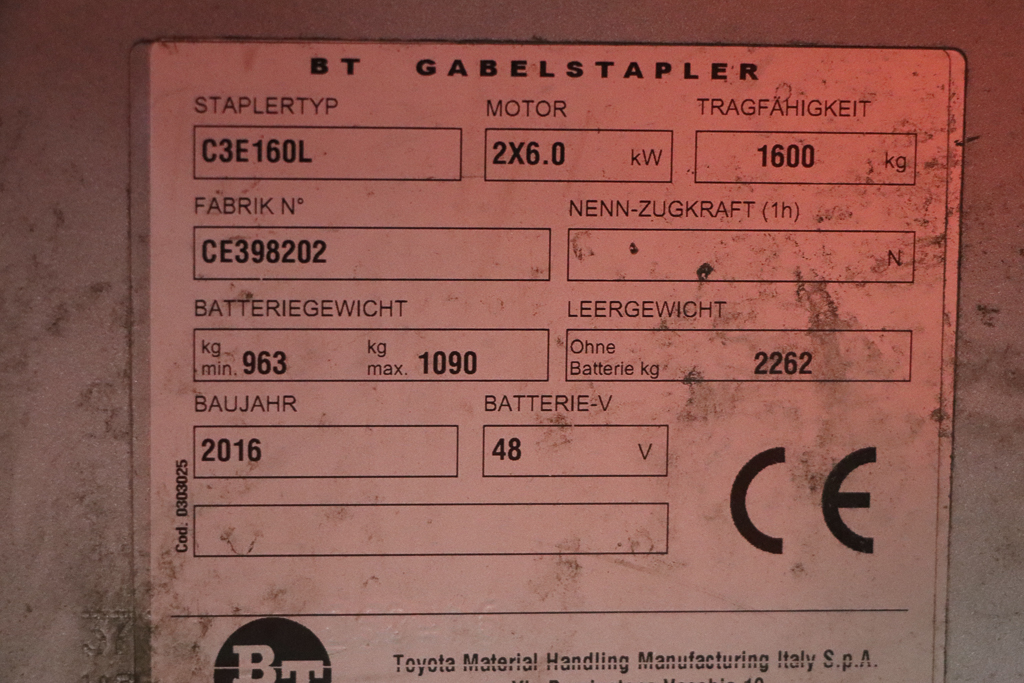 BT GABELSTAPLER
STAPLERTYP MOTOR TRAGFÄHIGKEIT
C3E160L 2X6.0 kW 1600 kg
FABRIK N° NENN-ZUGKRAFT (1h)
CE398202 N
BATTERIEGEWICHT LEERGEWICHT
kg min. 963 kg max. 1090 Ohne Batterie kg 2262
BAUJAHR BATTERIE-V
2016 48 V
Cod. 0303025
CE
BT
Toyota Material Handling Manufacturing Italy S.p.A.